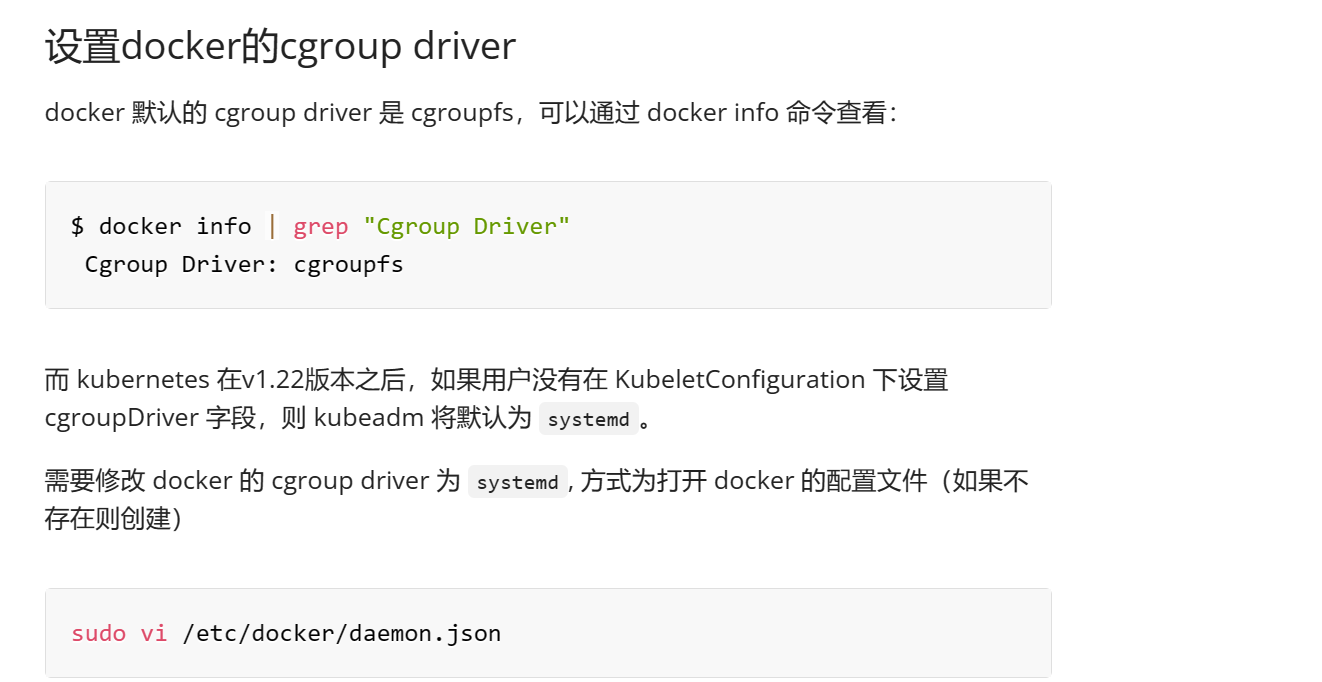 设置docker的cgroup driver
docker 默认的 cgroup driver 是 cgroupfs，可以通过 docker info 命令查看：
$ docker info | grep "Cgroup Driver"
 Cgroup Driver: cgroupfs
而 kubernetes 在v1.22版本之后，如果用户没有在 KubeletConfiguration 下设置
cgroupDriver 字段，则 kubeadm 将默认为 systemd。
需要修改 docker 的 cgroup driver 为 systemd, 方式为打开 docker 的配置文件（如果不
存在则创建）
sudo vi /etc/docker/daemon.json